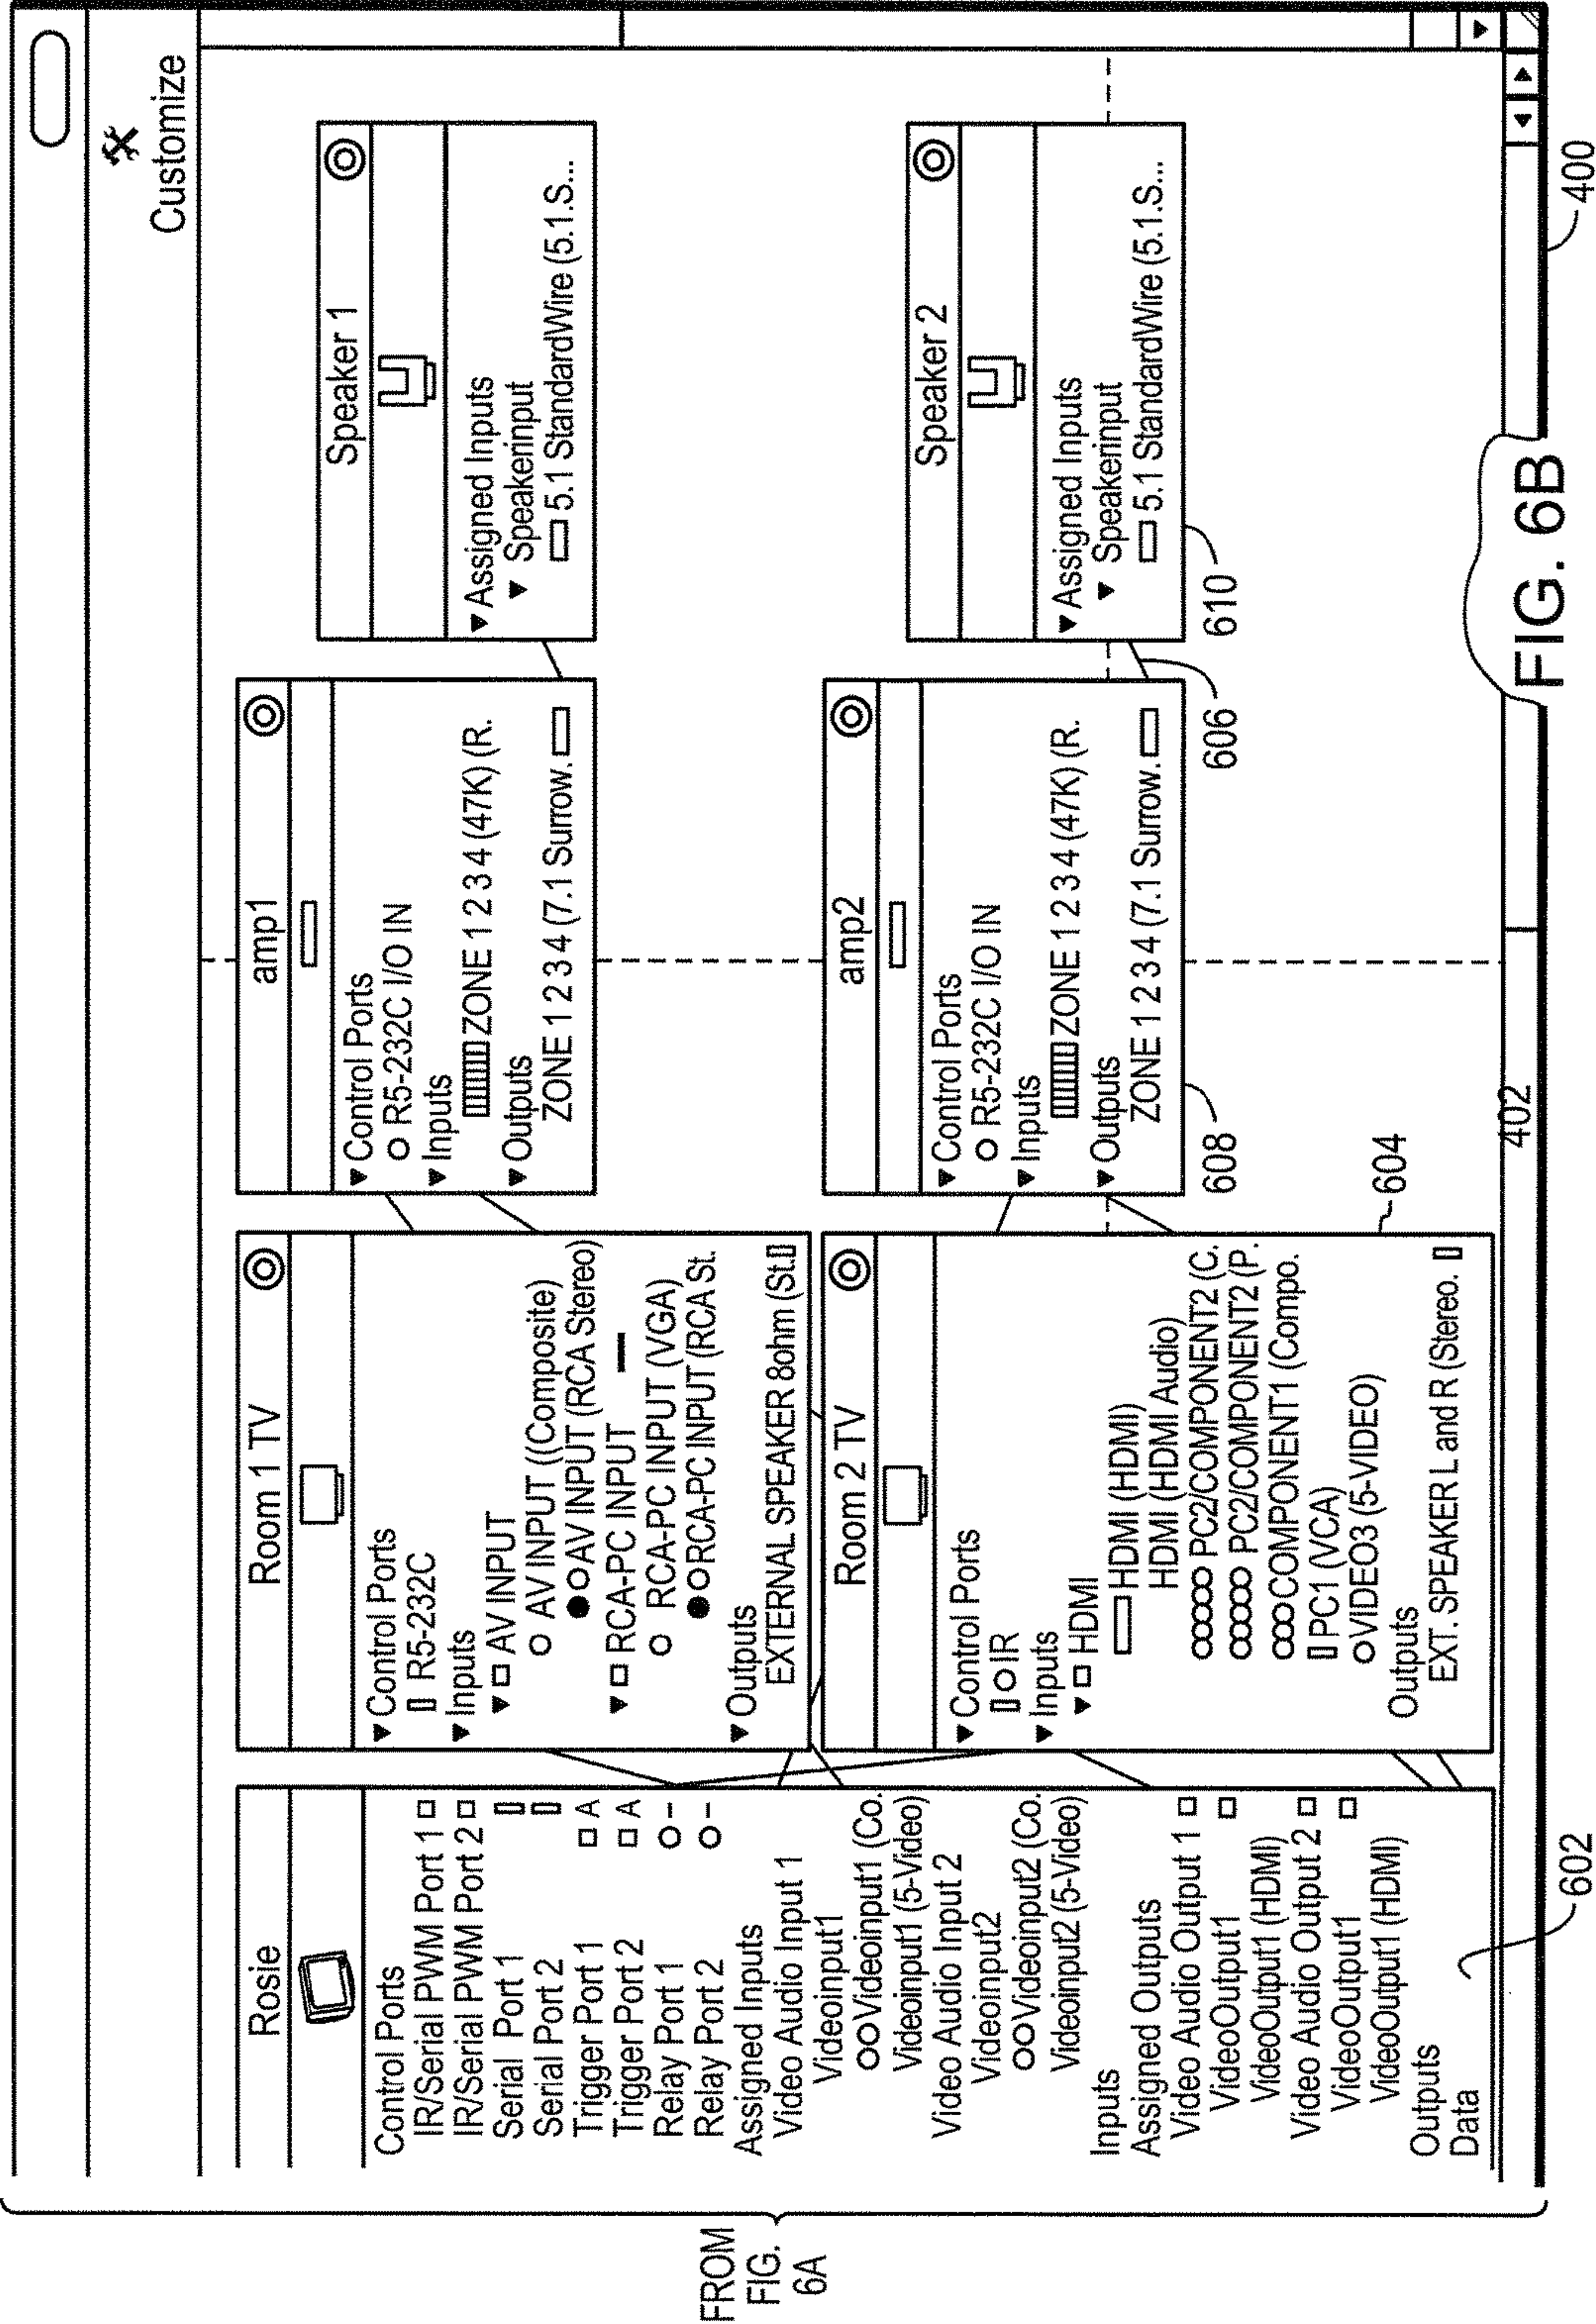 FROM
FIG.
6A
Customize
Rosie
Control Ports
IR/Serial PWM Port 1
IR/Serial PWM Port 2
Serial Port 1
Serial Port 2
Trigger Port 1 A
Trigger Port 2 A
Relay Port 1
Relay Port 2
Assigned Inputs
Video Audio Input 1
Videoinput1
Videoinput1 (Co.
Videoinput1 (5-Video)
Video Audio Input 2
Videoinput2
Videoinput2 (Co.
Videoinput2 (5-Video)
Inputs
Assigned Outputs
Video Audio Output 1
VideoOutput1
VideoOutput1 (HDMI)
Video Audio Output 2
VideoOutput1
VideoOutput1 (HDMI)
Outputs
Data
602
Room 1 TV
Control Ports
R5-232C
Inputs
AV INPUT
AV INPUT ((Composite)
AV INPUT (RCA Stereo)
RCA-PC INPUT
RCA-PC INPUT (VGA)
RCA-PC INPUT (RCA St.
Outputs
EXTERNAL SPEAKER 8ohm (St.
Room 2 TV
Control Ports
IR
Inputs
HDMI
HDMI (HDMI)
HDMI (HDMI Audio)
PC2/COMPONENT2 (C.
PC2/COMPONENT2 (P.
COMPONENT1 (Compo.
PC1 (VCA)
VIDEO3 (5-VIDEO)
Outputs
EXT. SPEAKER L and R (Stereo.
604
amp1
Control Ports
R5-232C I/O IN
Inputs
ZONE 1 2 3 4 (47K) (R.
Outputs
ZONE 1 2 3 4 (7.1 Surrow.
amp2
Control Ports
R5-232C I/O IN
Inputs
ZONE 1 2 3 4 (47K) (R.
Outputs
ZONE 1 2 3 4 (7.1 Surrow.
608
606
402
Speaker 1
Assigned Inputs
Speakerinput
5.1 StandardWire (5.1.S...
Speaker 2
Assigned Inputs
Speakerinput
5.1 StandardWire (5.1.S...
610
400
FIG. 6B